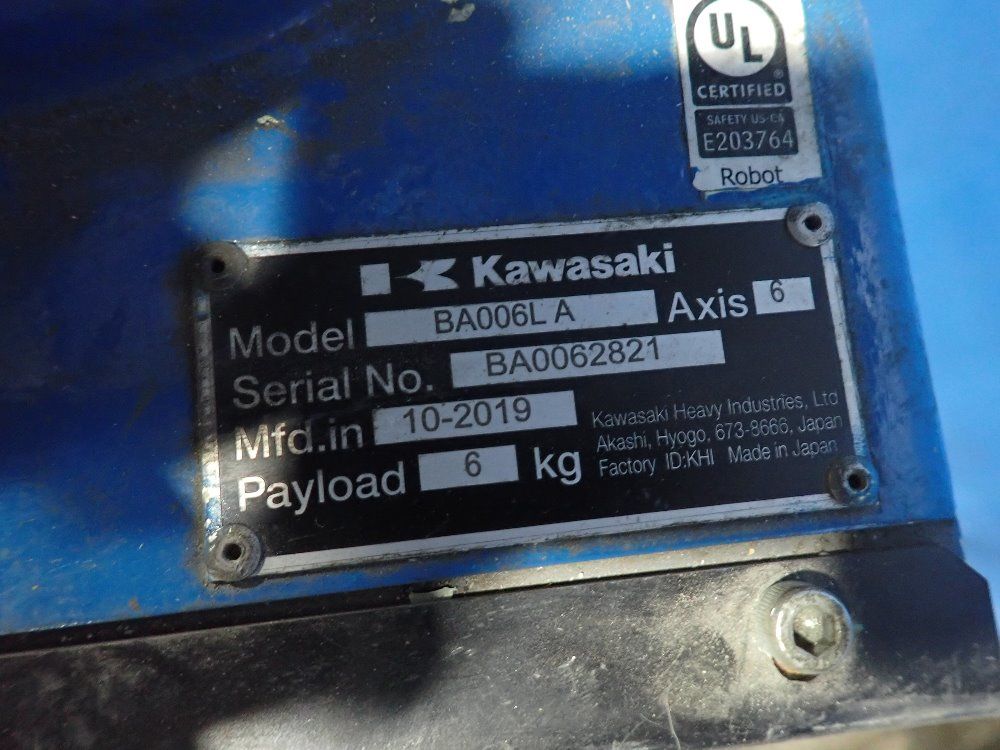 UL
®
CERTIFIED
SAFETY US-CA
E203764
Robot
Kawasaki
Model BA006L A Axis 6
Serial No. BA0062821
Mfd.in 10-2019
Payload 6 kg
Kawasaki Heavy Industries, Ltd
Akashi, Hyogo, 673-8666, Japan
Factory ID:KHI Made in Japan